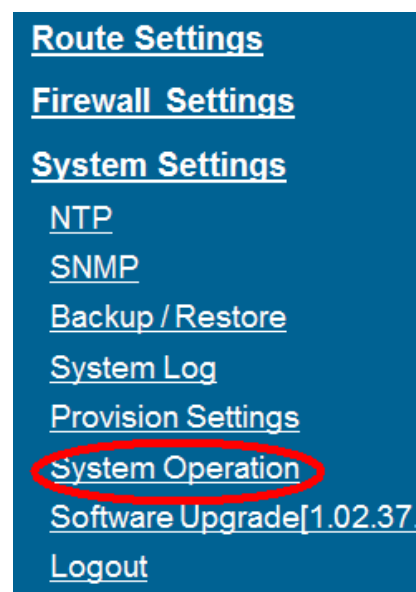 Route Settings
Firewall Settings
System Settings
NTP
SNMP
Backup / Restore
System Log
Provision Settings
System Operation
Software Upgrade[1.02.37.
Logout